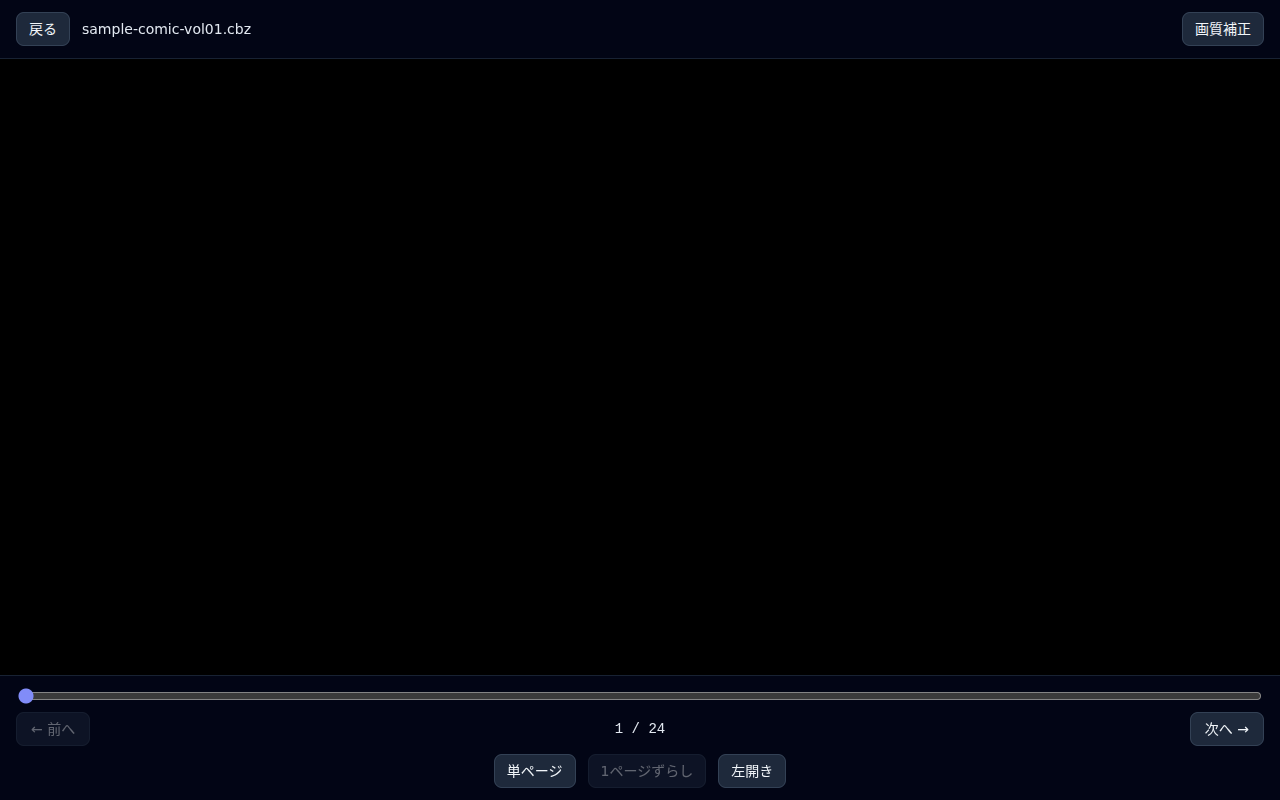 戻る sample-comic-vol01.cbz 画質補正
← 前へ 1 / 24 次へ →
単ページ 1ページずらし 左開き